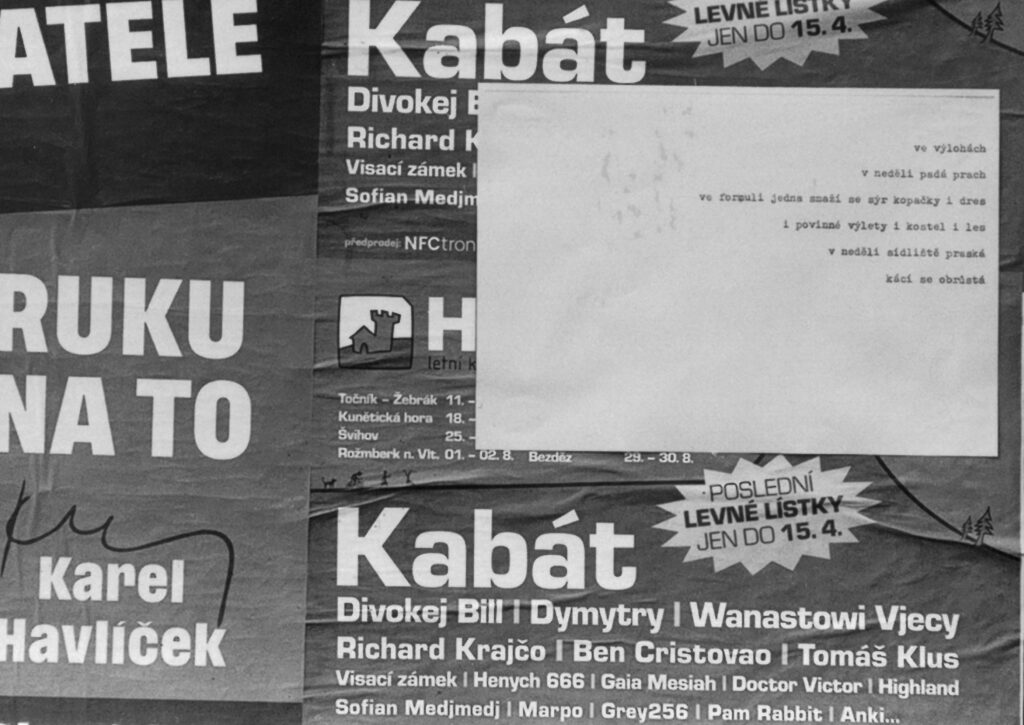 ATELE
RUKU
NA TO
Karel
Havlíček
Kabát
Divokej
Richard
Visací zámek |
Sofian Medjm
předprodej: NFCtron
LEVNÉ LÍSTKY
JEN DO 15. 4.
H
letní k
Točník – Žebrák 11. –
Kunětická hora 18. –
Švihov 25. –
Rožmberk n. Vlt. 01. – 02. 8. Bezděz 29. – 30. 8.
ve výlohách
v neděli padá prach
ve formuli jedna smaží se sýr kopačky i dres
i povinné výlety i kostel i les
v neděli sídliště praská
kácí se obrůstá
POSLEDNÍ
LEVNÉ LÍSTKY
JEN DO 15. 4.
Kabát
Divokej Bill | Dymytry | Wanastowi Vjecy
Richard Krajčo | Ben Cristovao | Tomáš Klus
Visací zámek | Henych 666 | Gaia Mesiah | Doctor Victor | Highland
Sofian Medjmedj | Marpo | Grey256 | Pam Rabbit | Anki...